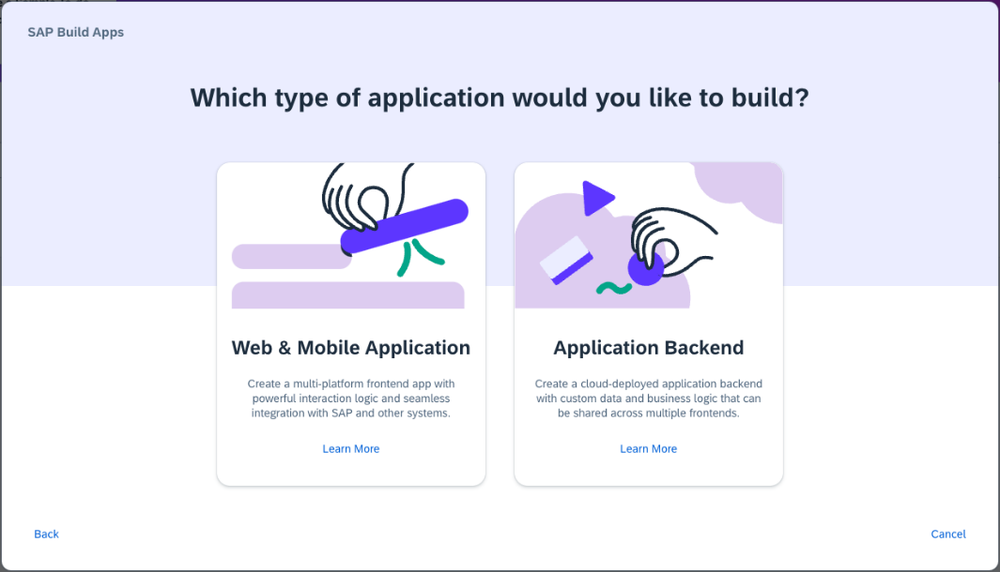 SAP Build Apps
Which type of application would you like to build?
Web & Mobile Application
Create a multi-platform frontend app with
powerful interaction logic and seamless
integration with SAP and other systems.
Learn More
Application Backend
Create a cloud-deployed application backend
with custom data and business logic that can
be shared across multiple frontends.
Learn More
Back
Cancel